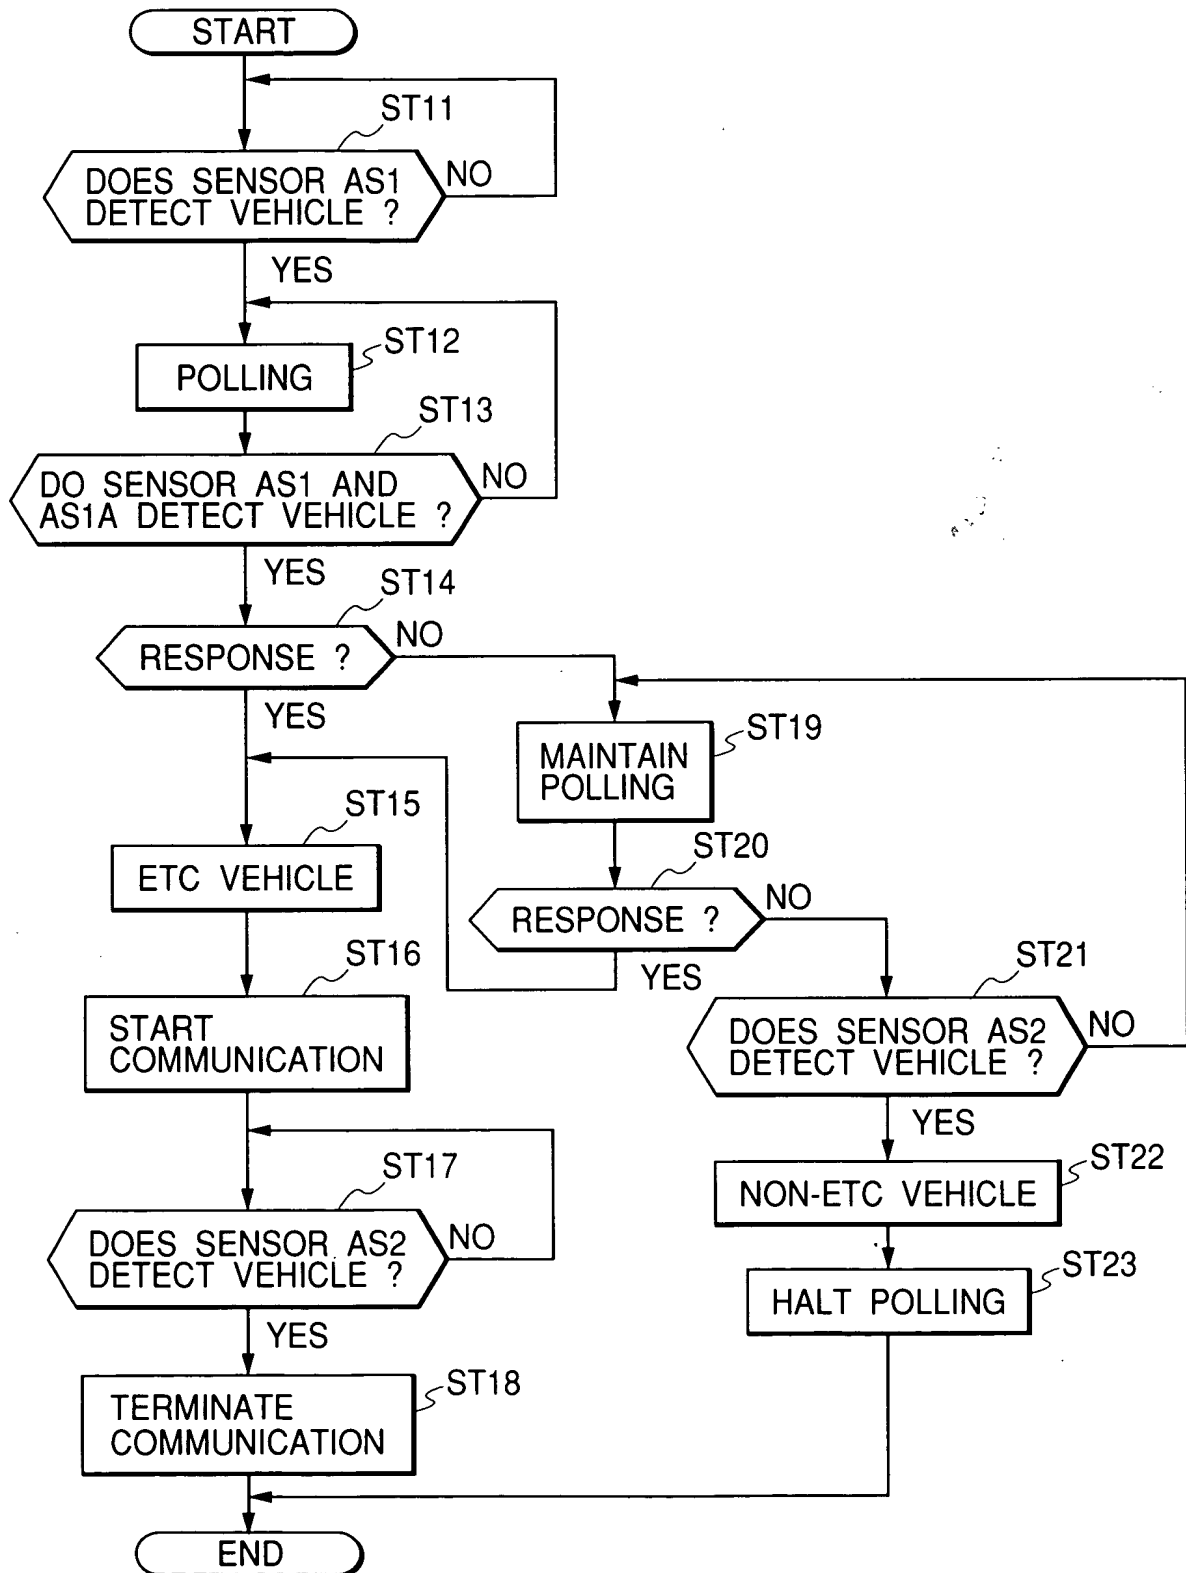 START
ST11
DOES SENSOR AS1
DETECT VEHICLE ?
NO
YES
ST12
POLLING
ST13
DO SENSOR AS1 AND
AS1A DETECT VEHICLE ?
NO
YES
ST14
RESPONSE ?
NO
YES
ST19
MAINTAIN
POLLING
ST15
ETC VEHICLE
ST20
RESPONSE ?
NO
YES
ST16
START
COMMUNICATION
ST21
DOES SENSOR AS2
DETECT VEHICLE ?
NO
YES
ST17
DOES SENSOR AS2
DETECT VEHICLE ?
NO
YES
ST22
NON-ETC VEHICLE
ST23
HALT POLLING
ST18
TERMINATE
COMMUNICATION
END